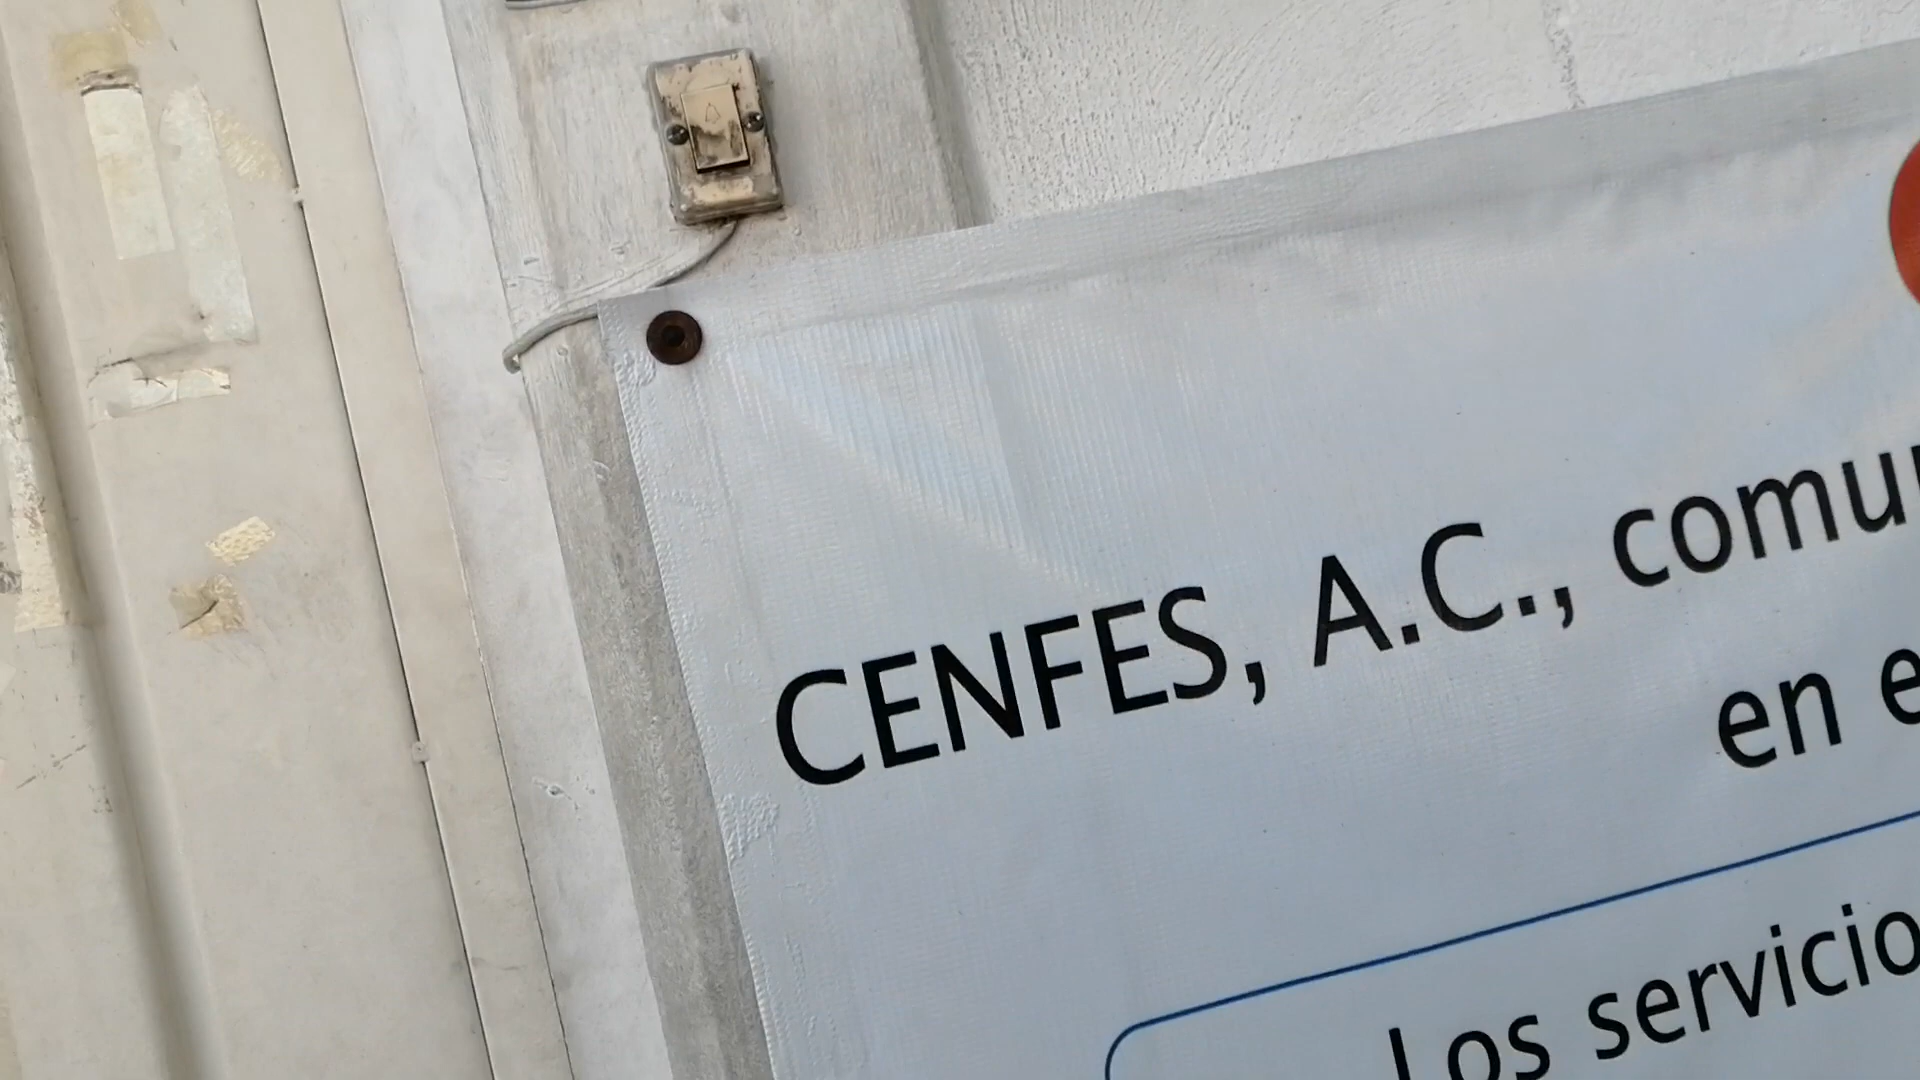 CENFES, A.C., comu
en e
Los servicio